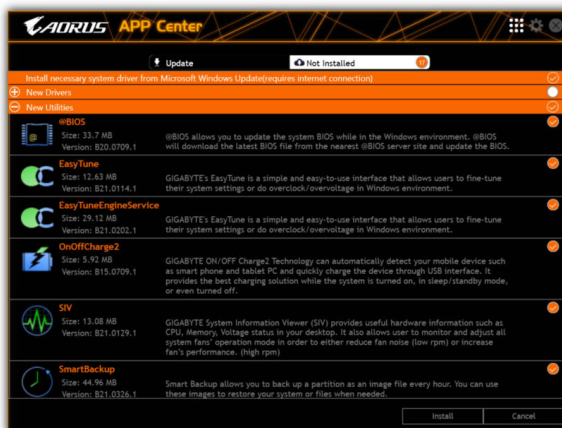 AORUS APP Center
Update
Not Installed 17
Install necessary system driver from Microsoft Windows Update(requires internet connection)
New Drivers
New Utilities
@BIOS
Size: 33.7 MB
Version: B20.0709.1
@BIOS allows you to update the system BIOS while in the Windows environment. @BIOS
will download the latest BIOS file from the nearest @BIOS server site and update the BIOS.
EasyTune
Size: 12.63 MB
Version: B21.0114.1
GIGABYTE's EasyTune is a simple and easy-to-use interface that allows users to fine-tune
their system settings or do overclock/overvoltage in Windows environment.
EasyTuneEngineService
Size: 29.12 MB
Version: B21.0202.1
GIGABYTE's EasyTune is a simple and easy-to-use interface that allows users to fine-tune
their system settings or do overclock/overvoltage in Windows environment.
OnOffCharge2
Size: 5.92 MB
Version: B15.0709.1
GIGABYTE ON/OFF Charge2 Technology can automatically detect your mobile device such
as smart phone and tablet PC and quickly charge the device through USB interface. It
provides the best charging solution while the system is turned on, in sleep/standby mode,
or even turned off.
SIV
Size: 13.08 MB
Version: B21.0129.1
GIGABYTE System Information Viewer (SIV) provides useful hardware information such as
CPU, Memory, Voltage status in your desktop. It also allows user to monitor and adjust all
system fans' operation mode in order to either reduce fan noise (low rpm) or increase
fan's performance. (high rpm)
SmartBackup
Size: 44.96 MB
Version: B21.0326.1
Smart Backup allows you to back up a partition as an image file every hour. You can use
these images to restore your system or files when needed.
Install
Cancel